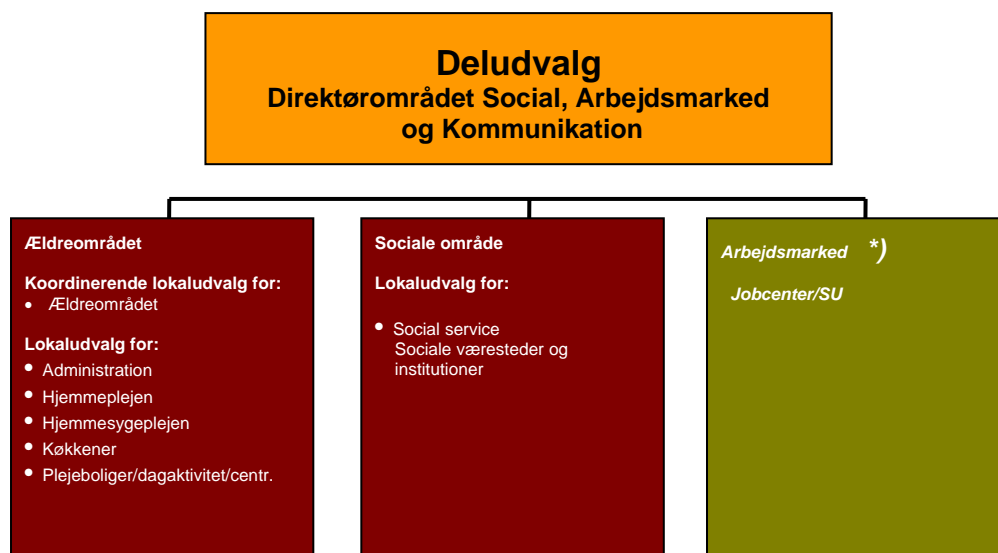 Deludvalg
Direktørområdet Social, Arbejdsmarked
og Kommunikation
Ældreområdet
Koordinerende lokaludvalg for:
• Ældreområdet
Lokaludvalg for:
• Administration
• Hjemmeplejen
• Hjemmesygeplejen
• Køkkener
• Plejeboliger/dagaktivitet/centr.
Sociale område
Lokaludvalg for:
• Social service
Sociale væresteder og
institutioner
Arbejdsmarked *)
Jobcenter/SU